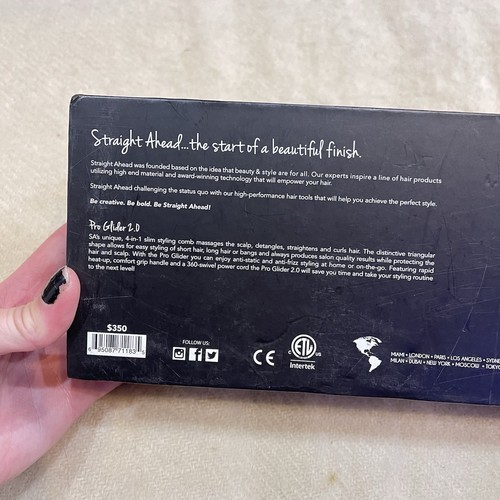 Straight Ahead...the start of a beautiful finish.
Straight Ahead was founded based on the idea that beauty & style are for all. Our experts inspire a line of hair products
utilizing high end material and award-winning technology that will empower your hair.
Straight Ahead challenging the status quo with our high-performance hair tools that will help you achieve the perfect style.
Be creative. Be bold. Be Straight Ahead!
Pro Glider 2.0
SA's unique, 4-in-1 slim styling comb massages the scalp, detangles, straightens and curls hair. The distinctive triangular
shape allows for easy styling of short hair, long hair or bangs and always produces salon quality results while protecting the
hair and scalp. With the Pro Glider you can enjoy anti-static and anti-frizz styling at home or on-the-go. Featuring rapid
heat-up, comfort grip handle and a 360-swivel power cord the Pro Glider 2.0 will save you time and take your styling routine
to the next level!
$350
6 95087 71183 5
FOLLOW US:
CE
C ETL US
Intertek
MIAMI • LONDON • PARIS • LOS ANGELES • SYDNE
MILAN • DUBAI • NEW YORK • MOSCOW • TOKYO